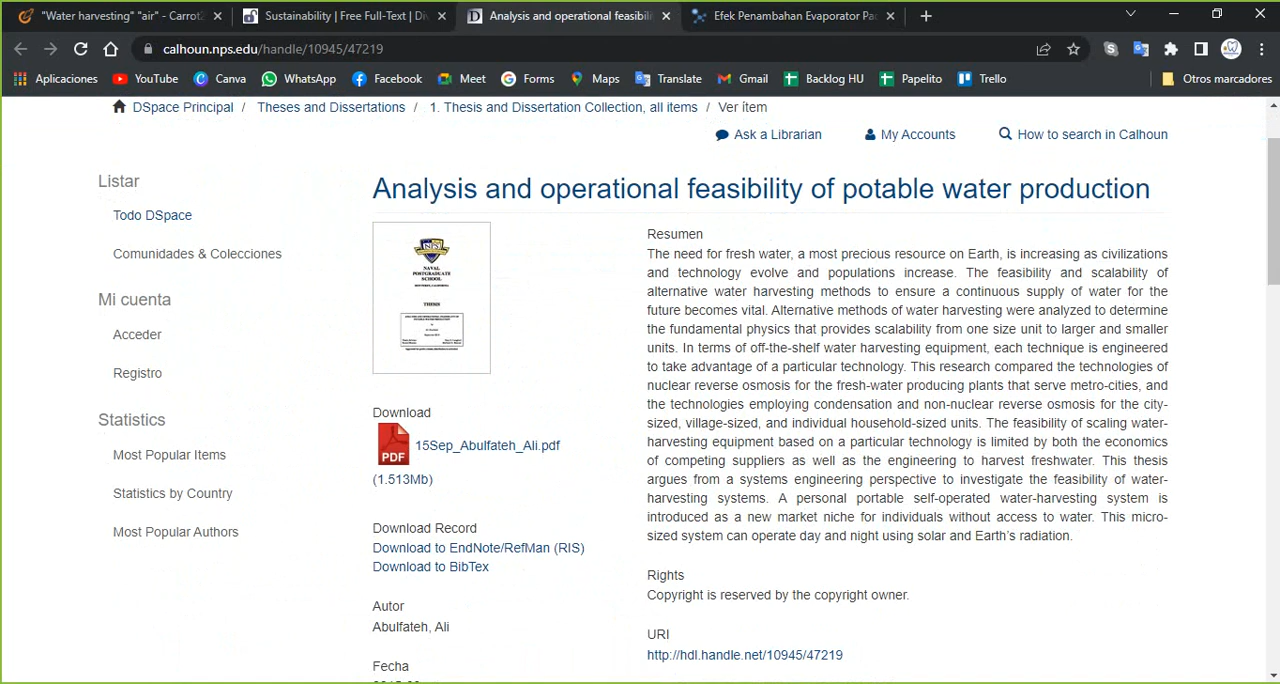 "Water harvesting" "air" - Carrot2
Sustainability | Free Full-Text | Div
Analysis and operational feasibili
Efek Penambahan Evaporator Pac
calhoun.nps.edu/handle/10945/47219
Aplicaciones
YouTube
Canva
WhatsApp
Facebook
Meet
Forms
Maps
Translate
Gmail
Backlog HU
Papelito
Trello
Otros marcadores
DSpace Principal / Theses and Dissertations / 1. Thesis and Dissertation Collection, all items / Ver ítem
Ask a Librarian
My Accounts
How to search in Calhoun
Listar
Todo DSpace
Comunidades & Colecciones
Mi cuenta
Acceder
Registro
Statistics
Most Popular Items
Statistics by Country
Most Popular Authors
Analysis and operational feasibility of potable water production
NPS
NAVAL
POSTGRADUATE
SCHOOL
MONTEREY, CALIFORNIA
THESIS
Download
PDF
15Sep_Abulfateh_Ali.pdf
(1.513Mb)
Download Record
Download to EndNote/RefMan (RIS)
Download to BibTex
Autor
Abulfateh, Ali
Fecha
Resumen
The need for fresh water, a most precious resource on Earth, is increasing as civilizations
and technology evolve and populations increase. The feasibility and scalability of
alternative water harvesting methods to ensure a continuous supply of water for the
future becomes vital. Alternative methods of water harvesting were analyzed to determine
the fundamental physics that provides scalability from one size unit to larger and smaller
units. In terms of off-the-shelf water harvesting equipment, each technique is engineered
to take advantage of a particular technology. This research compared the technologies of
nuclear reverse osmosis for the fresh-water producing plants that serve metro-cities, and
the technologies employing condensation and non-nuclear reverse osmosis for the city-
sized, village-sized, and individual household-sized units. The feasibility of scaling water-
harvesting equipment based on a particular technology is limited by both the economics
of competing suppliers as well as the engineering to harvest freshwater. This thesis
argues from a systems engineering perspective to investigate the feasibility of water-
harvesting systems. A personal portable self-operated water-harvesting system is
introduced as a new market niche for individuals without access to water. This micro-
sized system can operate day and night using solar and Earth's radiation.
Rights
Copyright is reserved by the copyright owner.
URI
http://hdl.handle.net/10945/47219